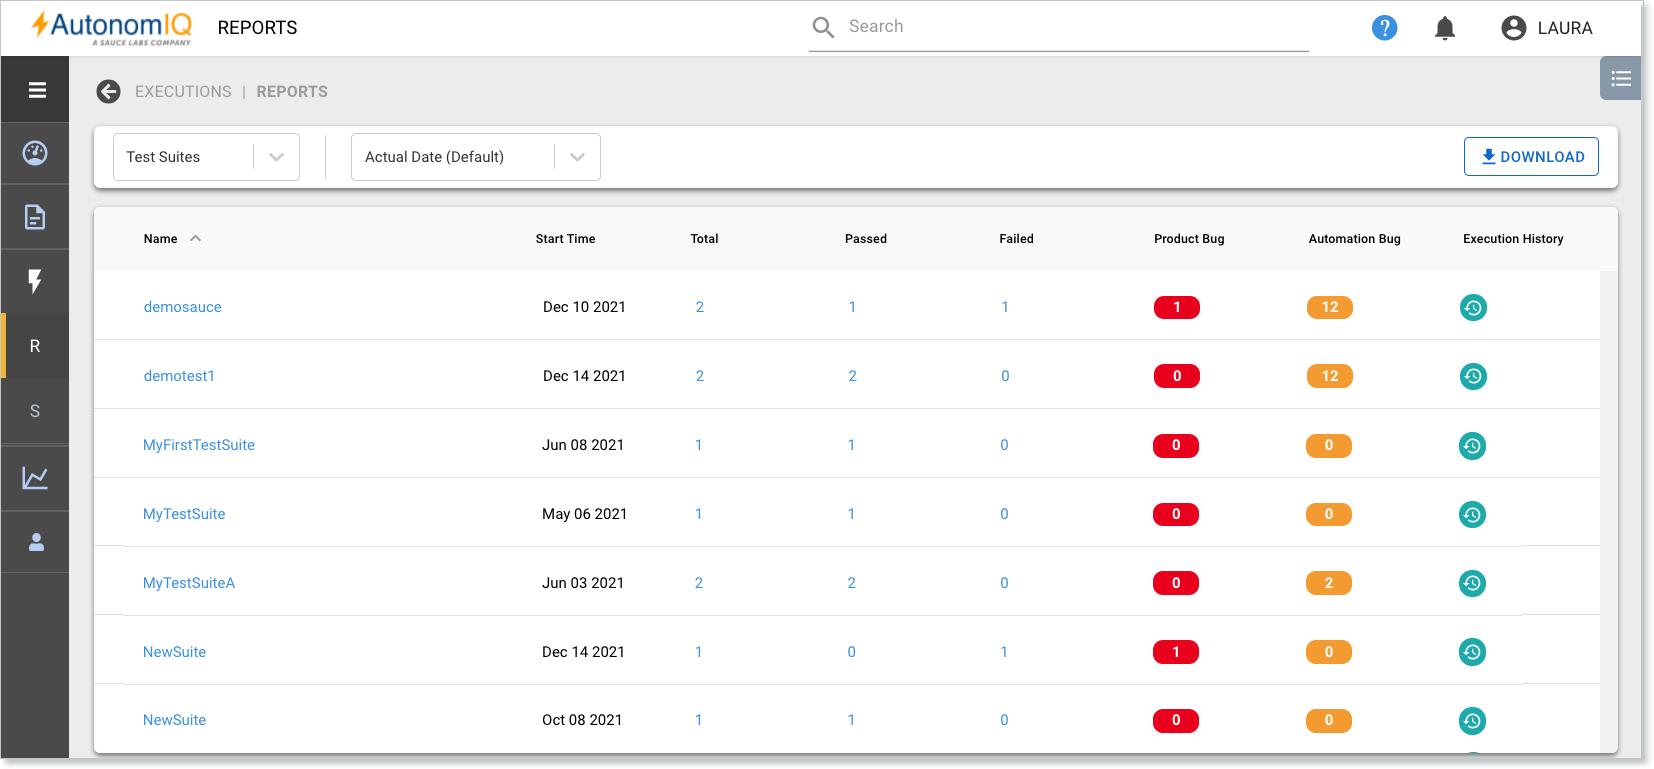 AutonomIQ
A SAUCE LABS COMPANY
REPORTS
Search
?
LAURA
EXECUTIONS | REPORTS
Test Suites
Actual Date (Default)
DOWNLOAD
R
S
Name Start Time Total Passed Failed Product Bug Automation Bug Execution History
demosauce Dec 10 2021 2 1 1 1 12
demotest1 Dec 14 2021 2 2 0 0 12
MyFirstTestSuite Jun 08 2021 1 1 0 0 0
MyTestSuite May 06 2021 1 1 0 0 0
MyTestSuiteA Jun 03 2021 2 2 0 0 2
NewSuite Dec 14 2021 1 0 1 1 0
NewSuite Oct 08 2021 1 1 0 0 0